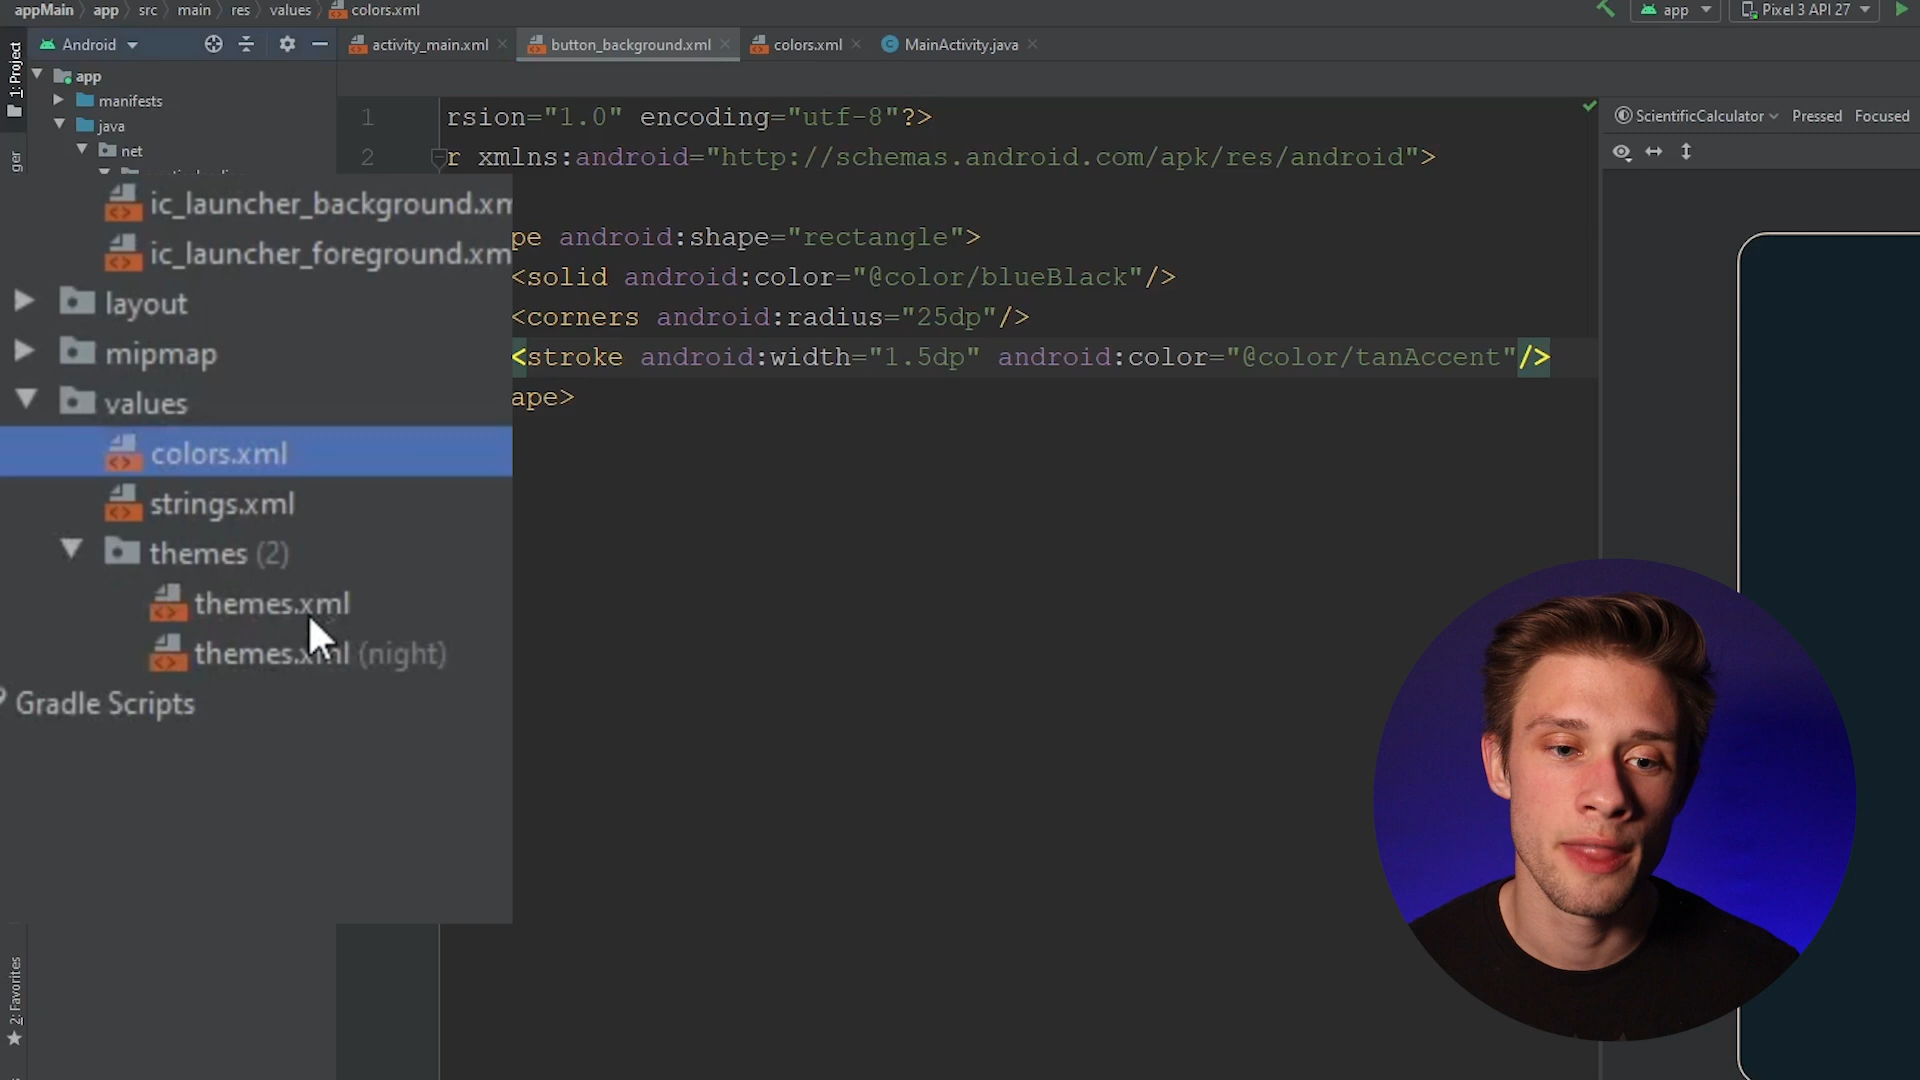 appMain app src main res values colors.xml
app Pixel 3 API 27
1: Project
Android
activity_main.xml button_background.xml colors.xml MainActivity.java
app
manifests
java
net
ic_launcher_background.xm
ic_launcher_foreground.xm
layout
mipmap
values
colors.xml
strings.xml
themes (2)
themes.xml
themes.xml (night)
Gradle Scripts
2: Favorites
1 rsion="1.0" encoding="utf-8"?>
2 r xmlns:android="http://schemas.android.com/apk/res/android">
pe android:shape="rectangle">
<solid android:color="@color/blueBlack"/>
<corners android:radius="25dp"/>
<stroke android:width="1.5dp" android:color="@color/tanAccent"/>
ape>
ScientificCalculator Pressed Focused